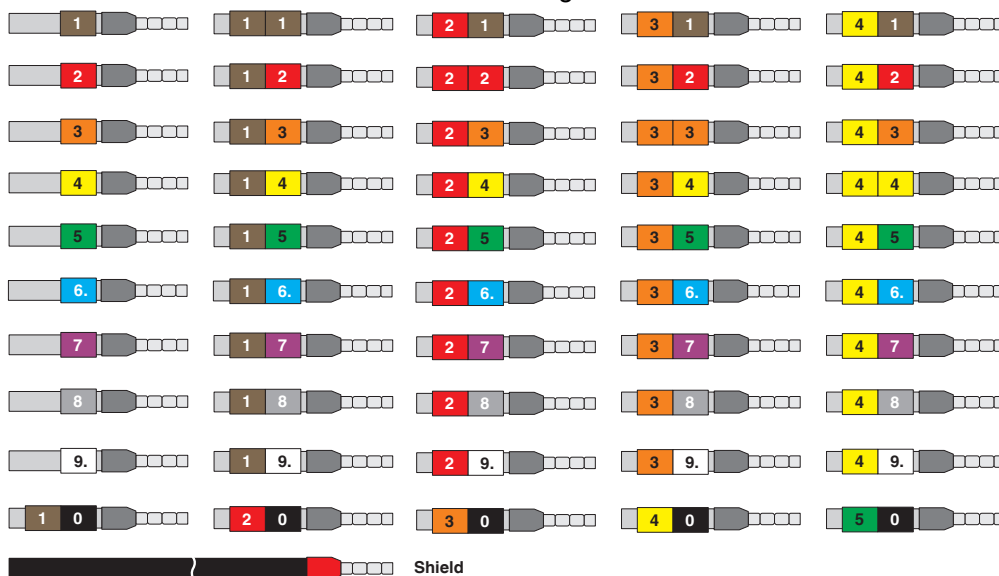 1 1 1 2 1 3 1 4 1
2 1 2 2 2 3 2 4 2
3 1 3 2 3 3 3 4 3
4 1 4 2 4 3 4 4 4
5 1 5 2 5 3 5 4 5
6. 1 6. 2 6. 3 6. 4 6.
7 1 7 2 7 3 7 4 7
8 1 8 2 8 3 8 4 8
9. 1 9. 2 9. 3 9. 4 9.
1 0 2 0 3 0 4 0 5 0
Shield